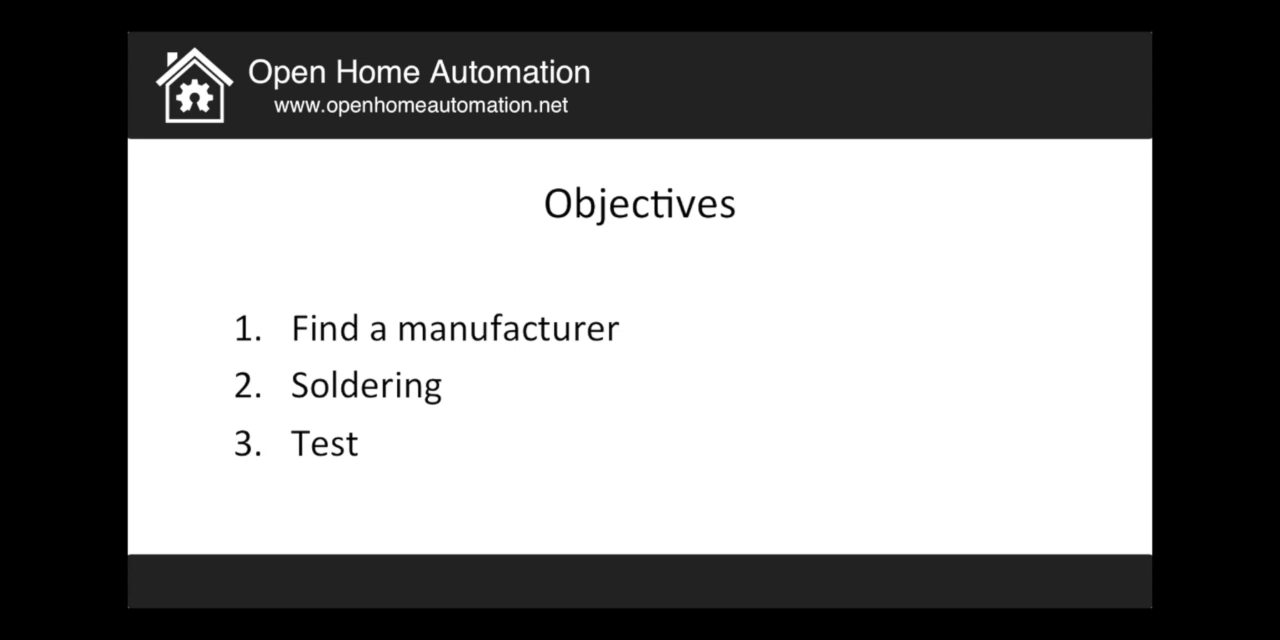 Open Home Automation
www.openhomeautomation.net
Objectives
1. Find a manufacturer
2. Soldering
3. Test